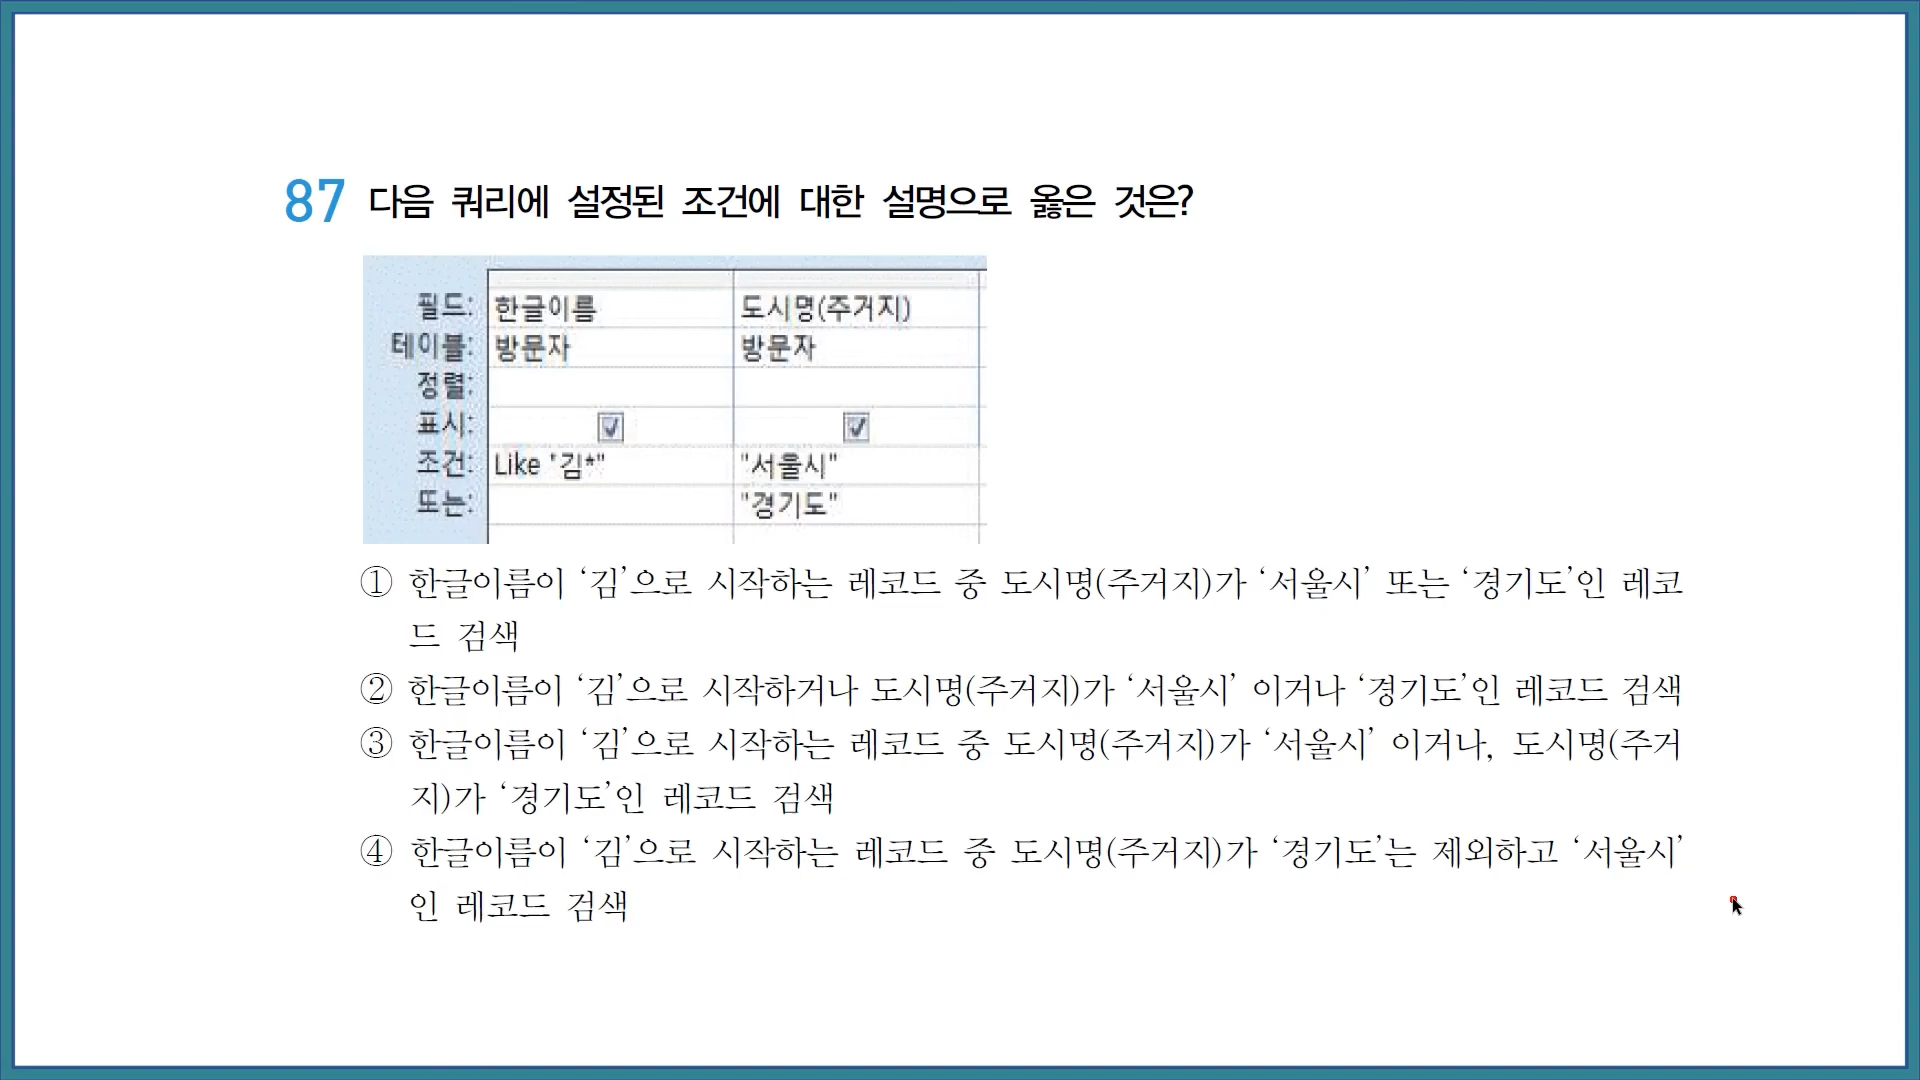 87 다음 쿼리에 설정된 조건에 대한 설명으로 옳은 것은?
필드: 한글이름 도시명(주거지)
테이블: 방문자 방문자
정렬:
표시:
조건: Like "김*" "서울시"
또는: "경기도"
① 한글이름이 ‘김’으로 시작하는 레코드 중 도시명(주거지)가 ‘서울시’ 또는 ‘경기도’인 레코
드 검색
② 한글이름이 ‘김’으로 시작하거나 도시명(주거지)가 ‘서울시’ 이거나 ‘경기도’인 레코드 검색
③ 한글이름이 ‘김’으로 시작하는 레코드 중 도시명(주거지)가 ‘서울시’ 이거나, 도시명(주거
지)가 ‘경기도’인 레코드 검색
④ 한글이름이 ‘김’으로 시작하는 레코드 중 도시명(주거지)가 ‘경기도’는 제외하고 ‘서울시’
인 레코드 검색